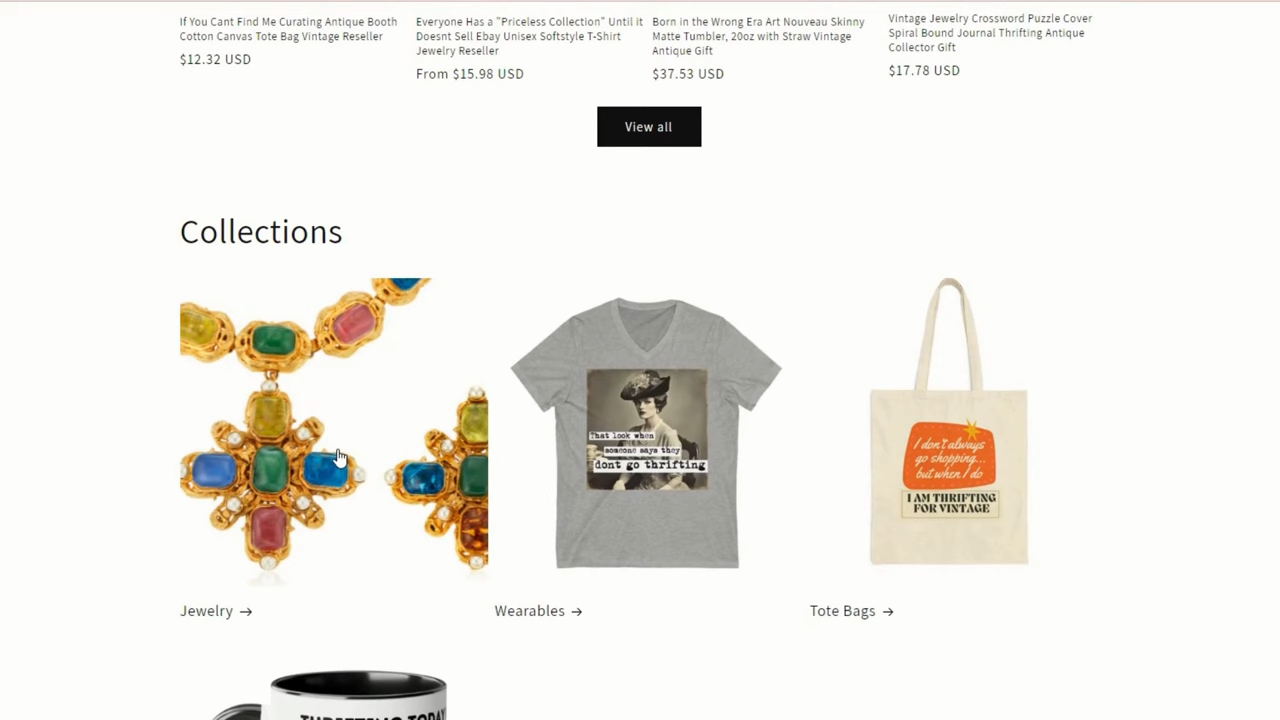 If You Cant Find Me Curating Antique Booth
Cotton Canvas Tote Bag Vintage Reseller
$12.32 USD
Everyone Has a "Priceless Collection" Until it
Doesnt Sell Ebay Unisex Softstyle T-Shirt
Jewelry Reseller
From $15.98 USD
Born in the Wrong Era Art Nouveau Skinny
Matte Tumbler, 20oz with Straw Vintage
Antique Gift
$37.53 USD
Vintage Jewelry Crossword Puzzle Cover
Spiral Bound Journal Thrifting Antique
Collector Gift
$17.78 USD
View all
Collections
That look when
someone says they
dont go thrifting
I don't always
go shopping...
but when I do
I AM THRIFTING
FOR VINTAGE
Jewelry →
Wearables →
Tote Bags →
THRIFTING TODAY